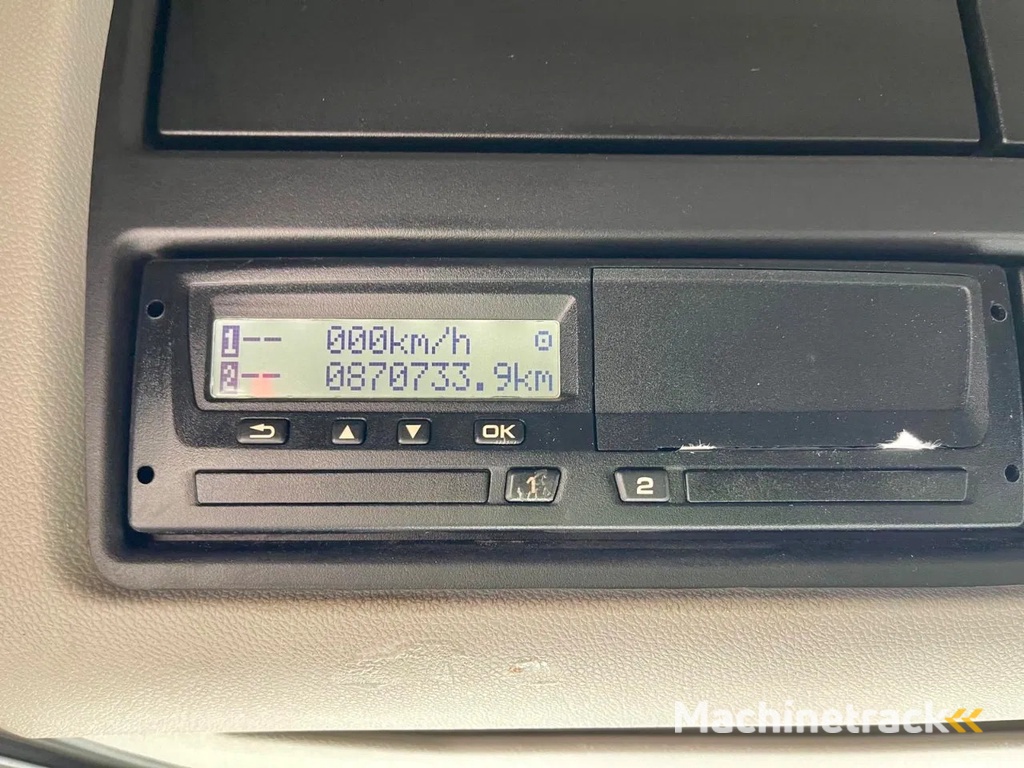 1-- 000km/h
2-- 0870733.9km
OK
1 2
Machinetrack